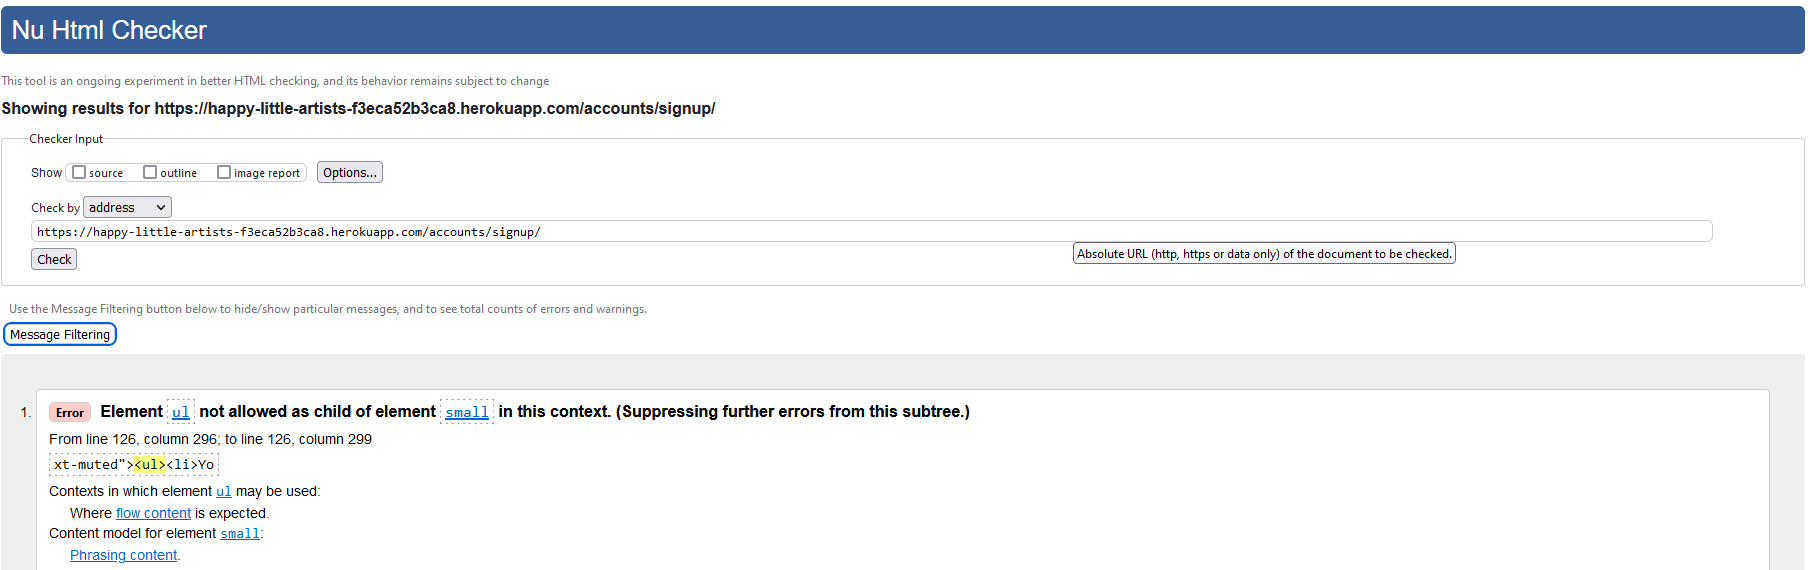 Nu Html Checker
This tool is an ongoing experiment in better HTML checking, and its behavior remains subject to change
Showing results for https://happy-little-artists-f3eca52b3ca8.herokuapp.com/accounts/signup/
Checker Input
Show source outline image report Options...
Check by address
https://happy-little-artists-f3eca52b3ca8.herokuapp.com/accounts/signup/
Absolute URL (http, https or data only) of the document to be checked.
Check
Use the Message Filtering button below to hide/show particular messages, and to see total counts of errors and warnings.
Message Filtering
1. Error Element ul not allowed as child of element small in this context. (Suppressing further errors from this subtree.)
From line 126, column 296; to line 126, column 299
xt-muted"><ul><li>Yo
Contexts in which element ul may be used:
Where flow content is expected.
Content model for element small:
Phrasing content.